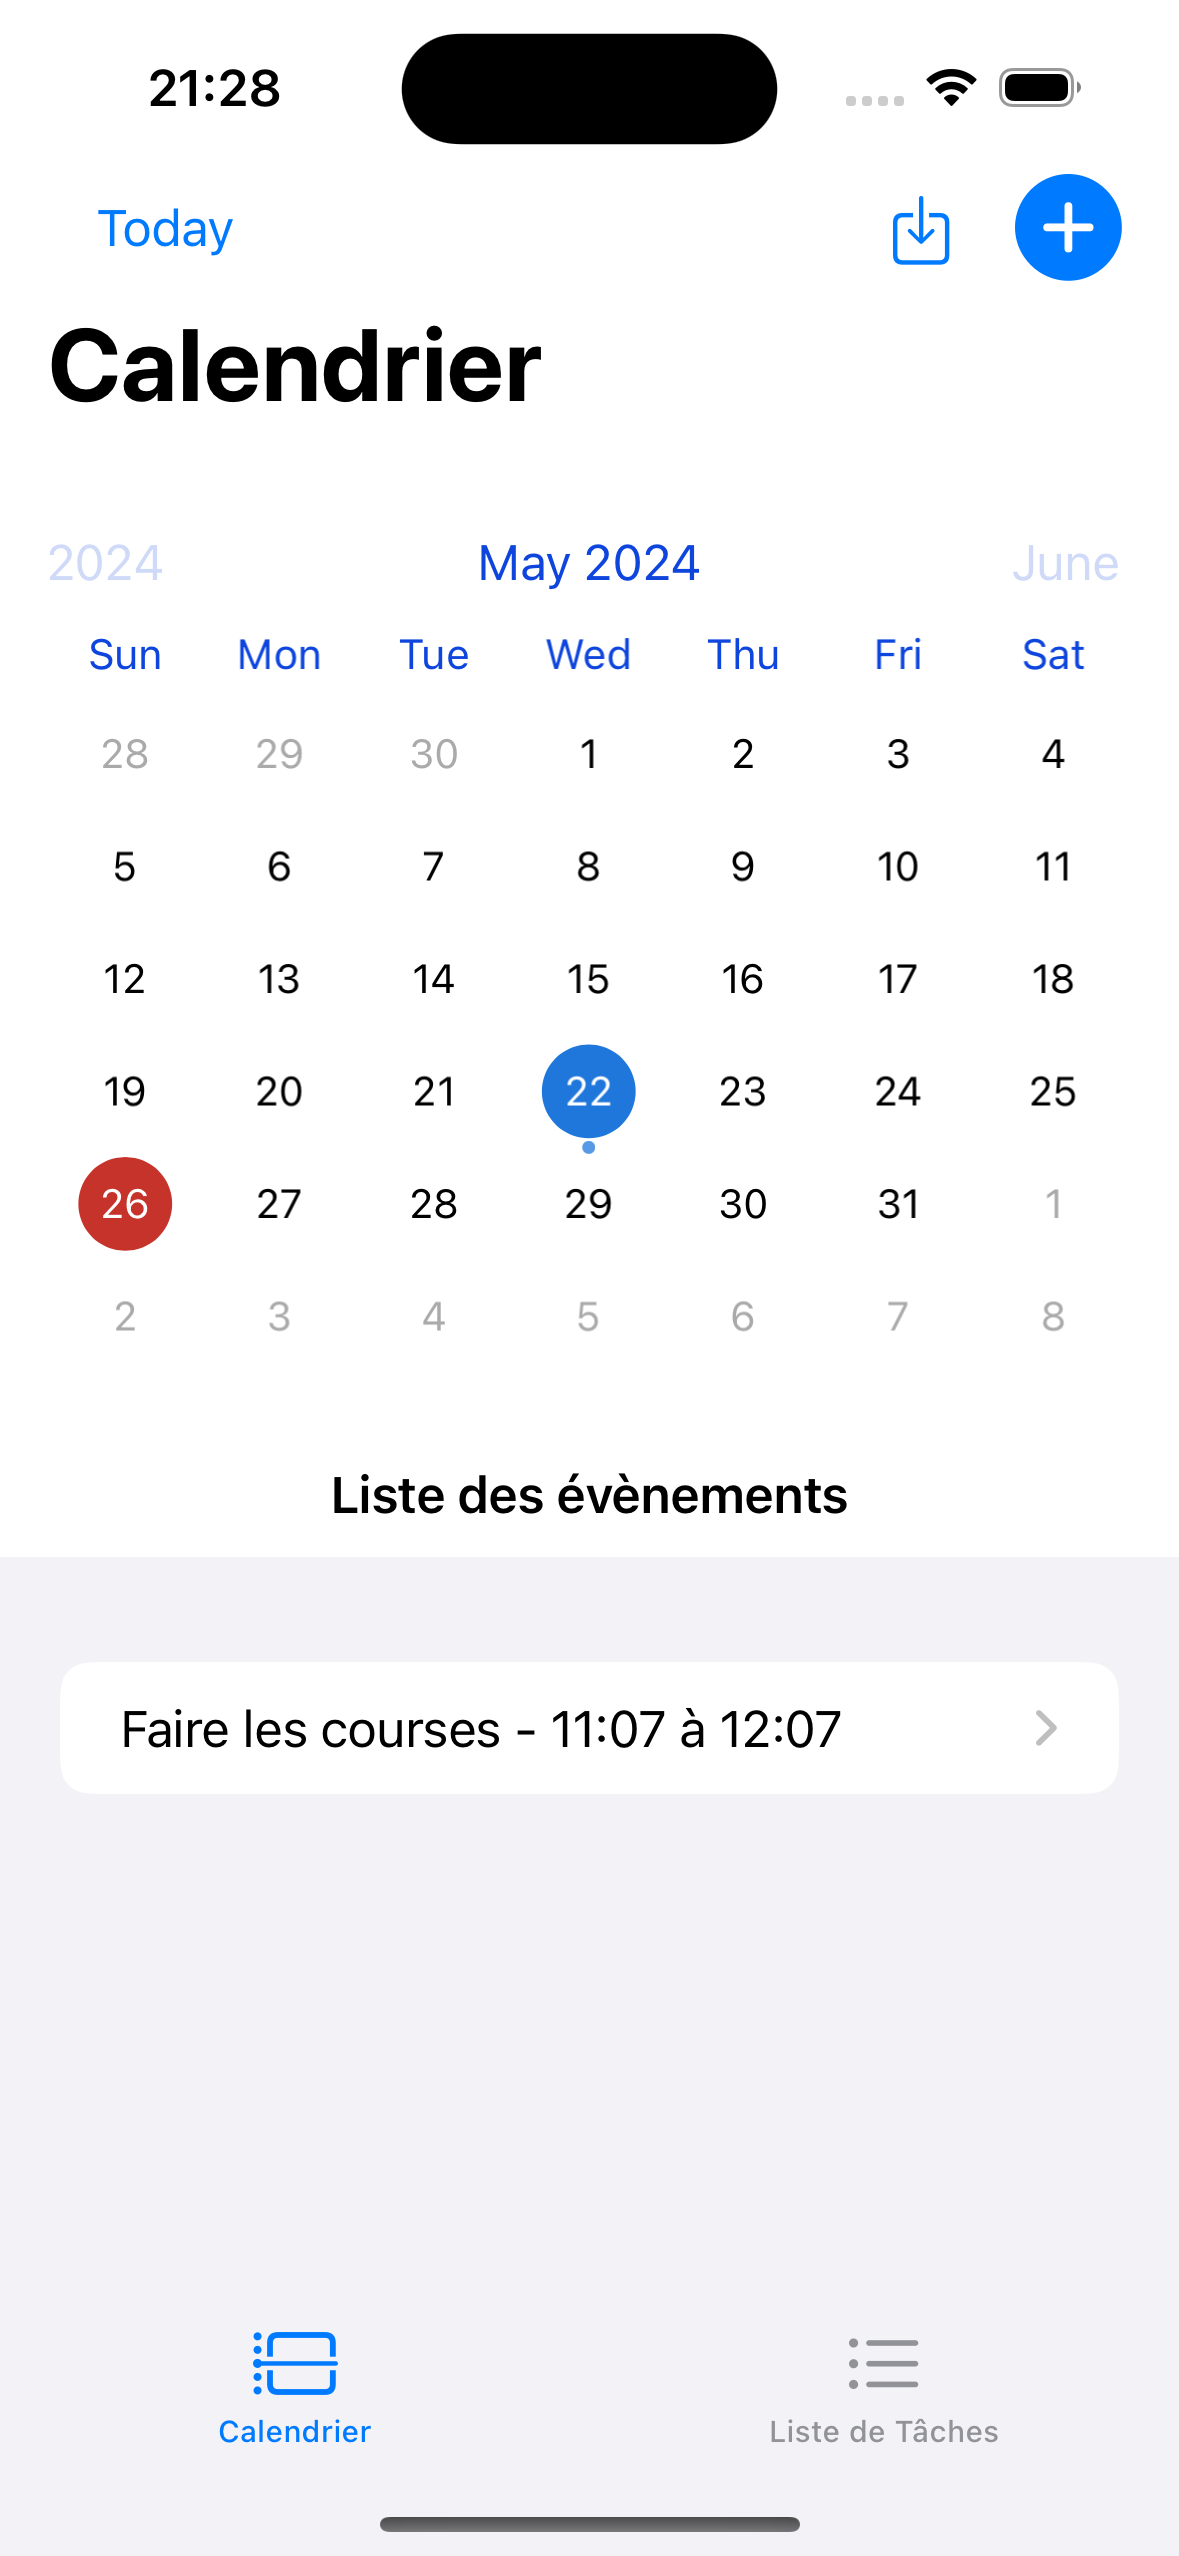 21:28
Today
Calendrier
2024 May 2024 June
Sun Mon Tue Wed Thu Fri Sat
28 29 30 1 2 3 4
5 6 7 8 9 10 11
12 13 14 15 16 17 18
19 20 21 22 23 24 25
26 27 28 29 30 31 1
2 3 4 5 6 7 8
Liste des évènements
Faire les courses - 11:07 à 12:07
Calendrier Liste de Tâches